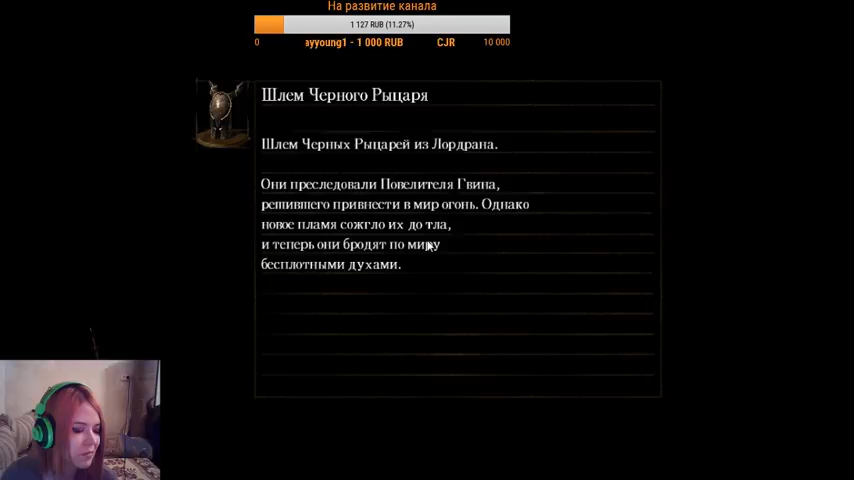 На развитие канала
1 127 RUB (11.27%)
0
ayyoung1 - 1 000 RUB CJR
10 000
Шлем Черного Рыцаря
Шлем Черных Рыцарей из Лордрана.
Они преследовали Повелителя Гвина,
решившего привнести в мир огонь. Однако
новое пламя сожгло их до тла,
и теперь они бродят по миру
бесплотными духами.